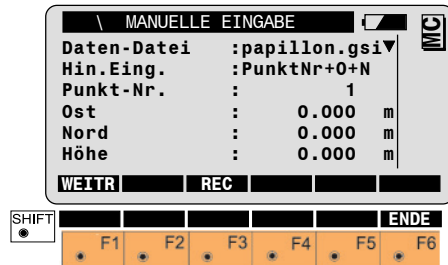 \ MANUELLE EINGABE MC
Daten-Datei :papillon.gsi▼
Hin.Eing. :PunktNr+O+N
Punkt-Nr. : 1
Ost : 0.000 m
Nord : 0.000 m
Höhe : 0.000 m
WEITR REC
SHIFT ENDE
F1 F2 F3 F4 F5 F6